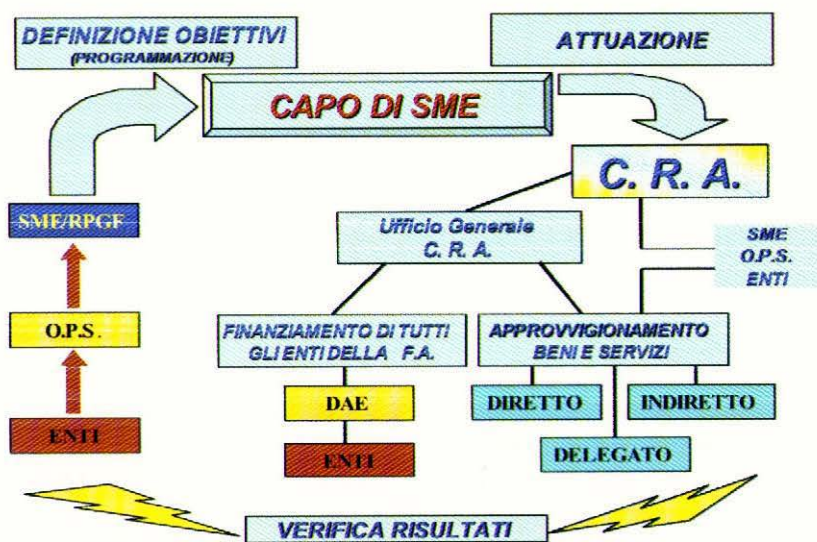 DEFINIZIONE OBIETTIVI
(PROGRAMMAZIONE)
ATTUAZIONE
CAPO DI SME
C. R. A.
SME/RPGF
Ufficio Generale
C. R. A.
SME
O.P.S.
ENTI
O.P.S.
FINANZIAMENTO DI TUTTI
GLI ENTI DELLA F.A.
APPROVVIGIONAMENTO
BENI E SERVIZI
DAE
DIRETTO
INDIRETTO
ENTI
ENTI
DELEGATO
VERIFICA RISULTATI